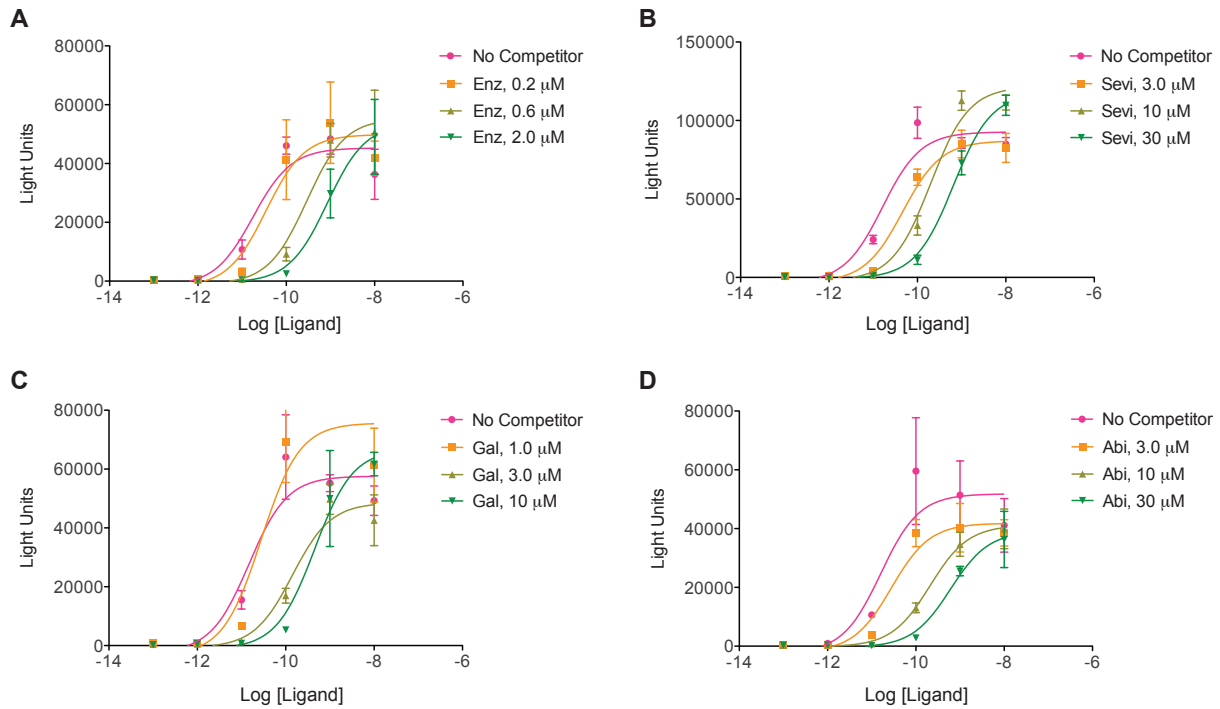 A
80000
60000
40000
20000
0
Light Units
-14
-12
-10
-8
-6
Log [Ligand]
No Competitor
Enz, 0.2 μM
Enz, 0.6 μM
Enz, 2.0 μM
B
150000
100000
50000
0
Light Units
-14
-12
-10
-8
-6
Log [Ligand]
No Competitor
Sevi, 3.0 μM
Sevi, 10 μM
Sevi, 30 μM
C
80000
60000
40000
20000
0
Light Units
-14
-12
-10
-8
-6
Log [Ligand]
No Competitor
Gal, 1.0 μM
Gal, 3.0 μM
Gal, 10 μM
D
80000
60000
40000
20000
0
Light Units
-14
-12
-10
-8
-6
Log [Ligand]
No Competitor
Abi, 3.0 μM
Abi, 10 μM
Abi, 30 μM